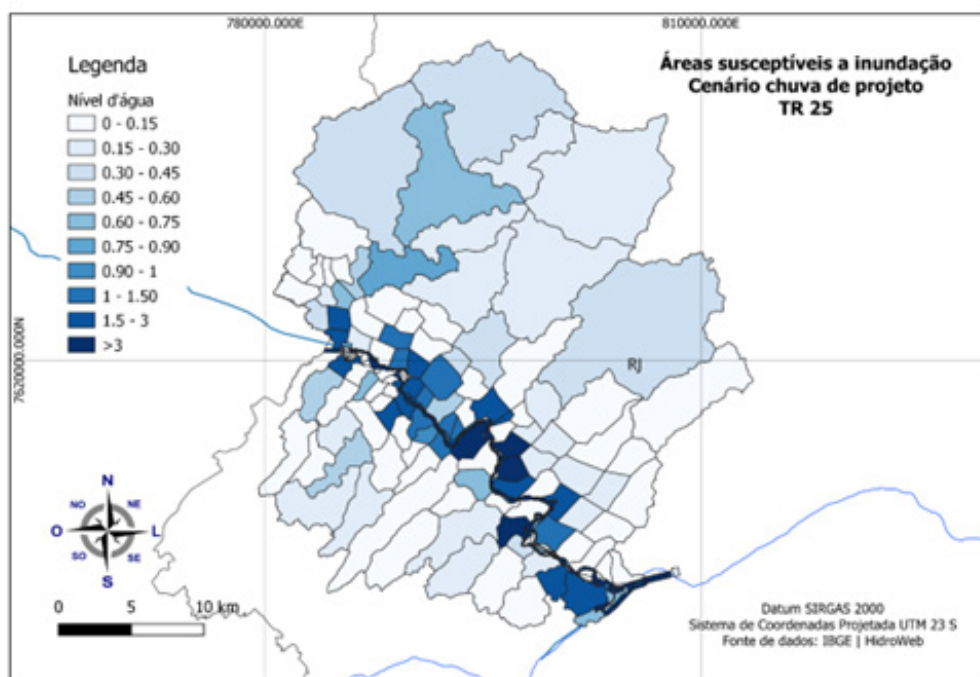 780000.000E
810000.000E
Legenda
Nível d'água
0 - 0.15
0.15 - 0.30
0.30 - 0.45
0.45 - 0.60
0.60 - 0.75
0.75 - 0.90
0.90 - 1
1 - 1.50
1.5 - 3
>3
Áreas susceptíveis a inundação
Cenário chuva de projeto
TR 25
7620000.000N
RJ
N
NO
NE
O
L
SO
SE
S
0
5
10 km
Datum SIRGAS 2000
Sistema de Coordenadas Projetada UTM 23 S
Fonte de dados: IBGE | HidroWeb